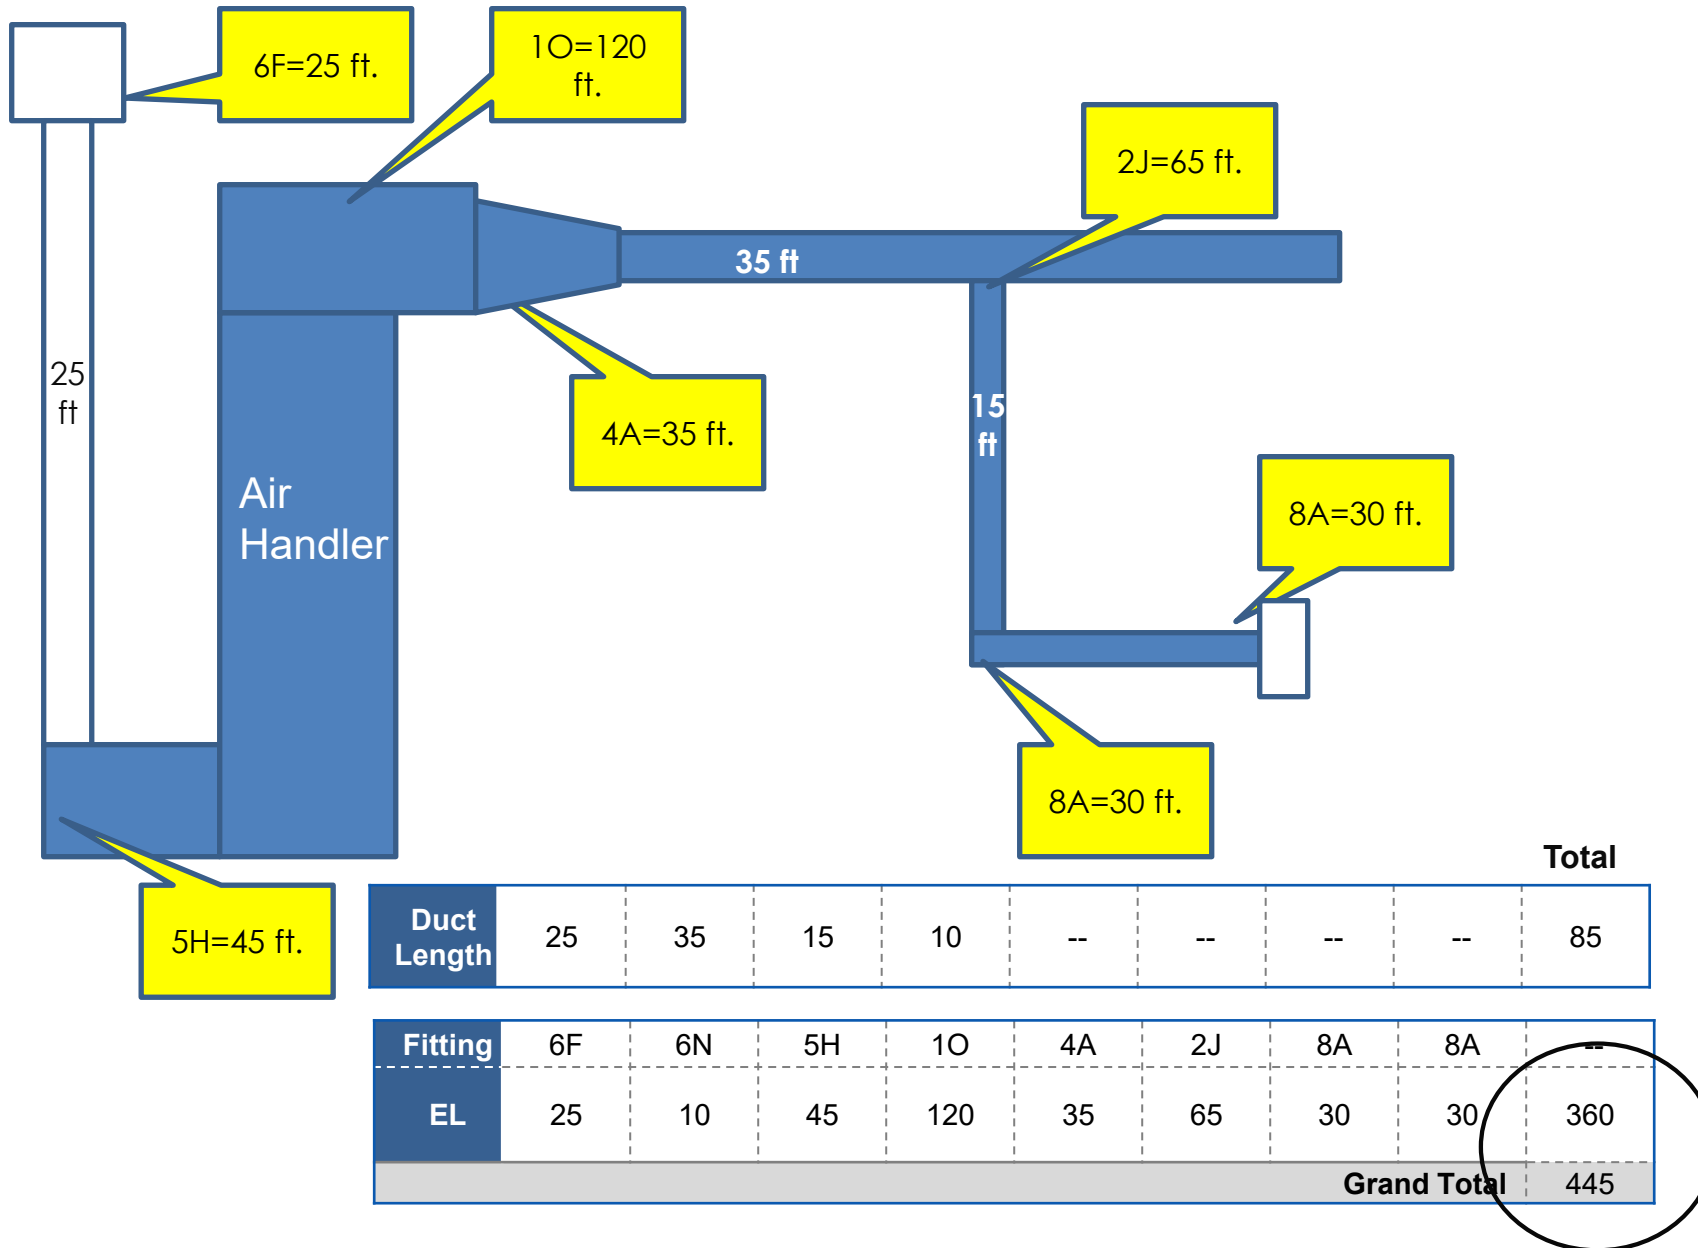 6F=25 ft.
1O=120
ft.
2J=65 ft.
35 ft
25
ft
4A=35 ft.
15
ft
Air
Handler
8A=30 ft.
8A=30 ft.
5H=45 ft.
Total
Duct
Length 25 35 15 10 -- -- -- -- 85
Fitting 6F 6N 5H 1O 4A 2J 8A 8A --
EL 25 10 45 120 35 65 30 30 360
Grand Total 445